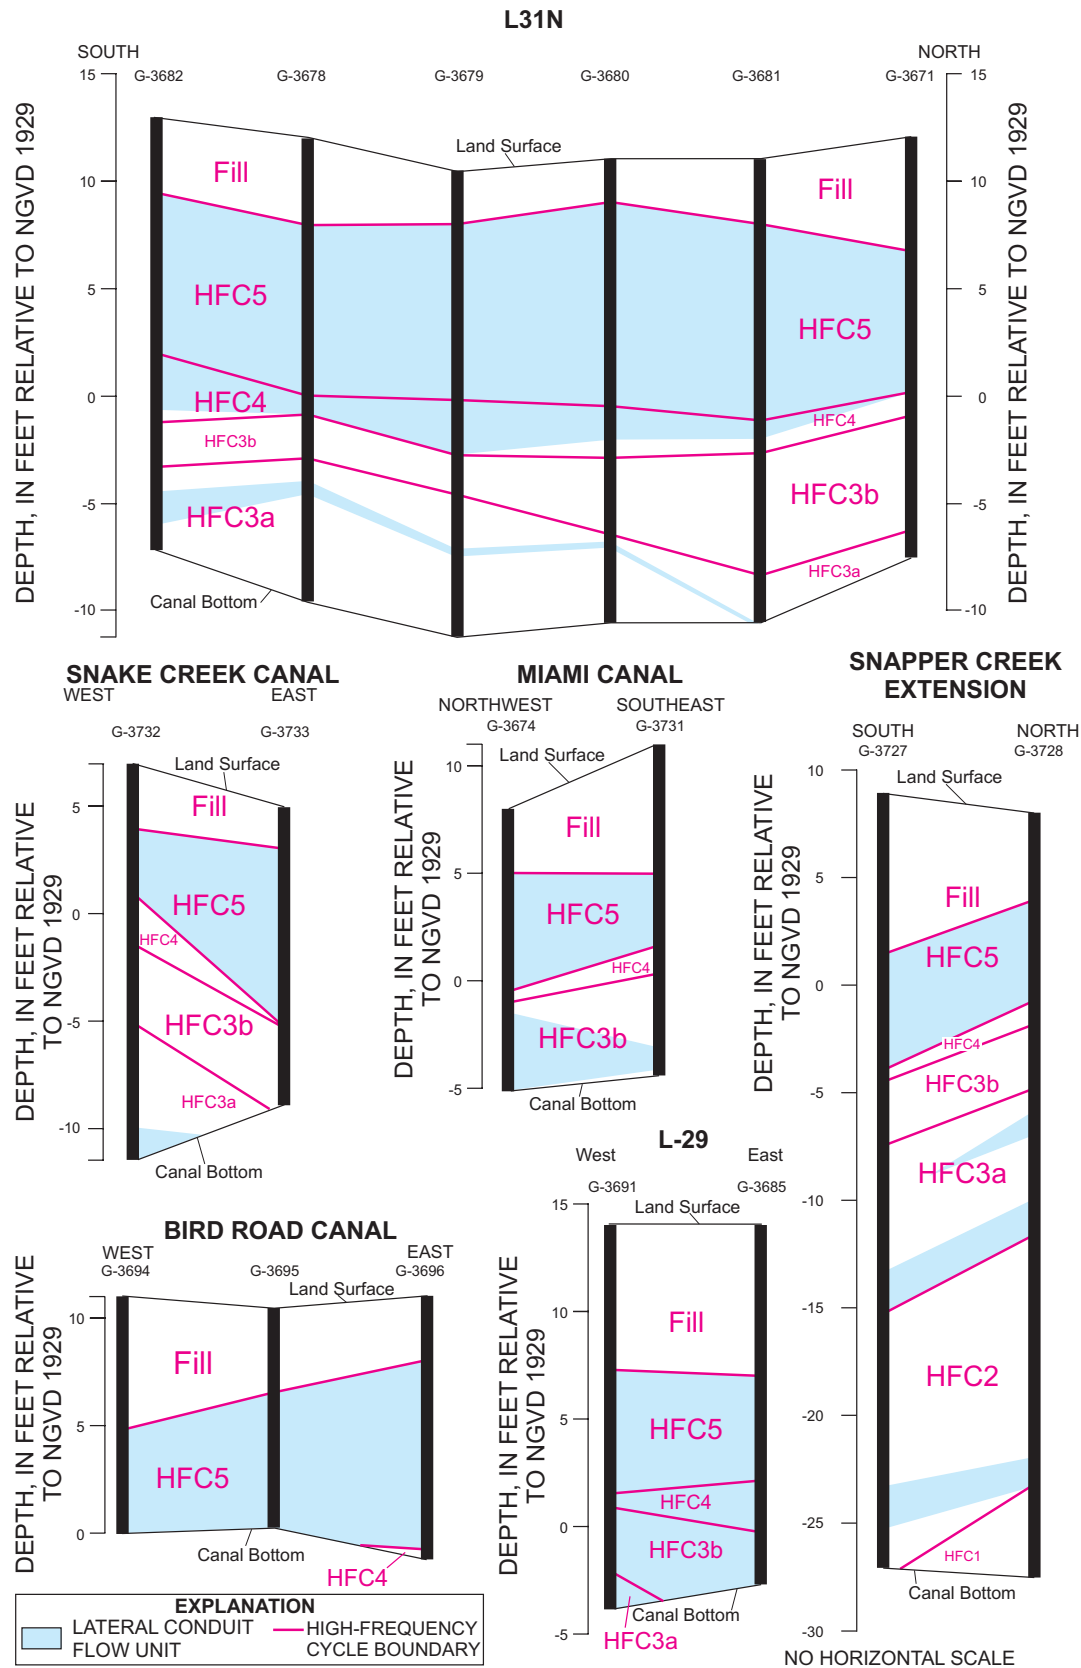 L31N
SOUTH
NORTH
G-3682
G-3678
G-3679
G-3680
G-3681
G-3671
15
10
5
0
-5
-10
15
10
5
0
-5
-10
DEPTH, IN FEET RELATIVE TO NGVD 1929
DEPTH, IN FEET RELATIVE TO NGVD 1929
Land Surface
Fill
Fill
HFC5
HFC5
HFC4
HFC4
HFC3b
HFC3b
HFC3a
HFC3a
Canal Bottom
SNAKE CREEK CANAL
WEST
EAST
G-3732
G-3733
Land Surface
5
0
-5
-10
DEPTH, IN FEET RELATIVE
TO NGVD 1929
Fill
HFC5
HFC4
HFC3b
HFC3a
Canal Bottom
MIAMI CANAL
NORTHWEST
SOUTHEAST
G-3674
G-3731
Land Surface
10
5
0
-5
DEPTH, IN FEET RELATIVE
TO NGVD 1929
Fill
HFC5
HFC4
HFC3b
Canal Bottom
SNAPPER CREEK
EXTENSION
SOUTH
NORTH
G-3727
G-3728
Land Surface
10
5
0
-5
-10
-15
-20
-25
-30
DEPTH, IN FEET RELATIVE
TO NGVD 1929
Fill
HFC5
HFC4
HFC3b
HFC3a
HFC2
HFC1
Canal Bottom
BIRD ROAD CANAL
WEST
EAST
G-3694
G-3695
G-3696
Land Surface
10
5
0
DEPTH, IN FEET RELATIVE
TO NGVD 1929
Fill
HFC5
Canal Bottom
HFC4
L-29
West
East
G-3691
G-3685
Land Surface
15
10
5
0
-5
DEPTH, IN FEET RELATIVE
TO NGVD 1929
Fill
HFC5
HFC4
HFC3b
Canal Bottom
HFC3a
EXPLANATION
LATERAL CONDUIT
FLOW UNIT
HIGH-FREQUENCY
CYCLE BOUNDARY
NO HORIZONTAL SCALE